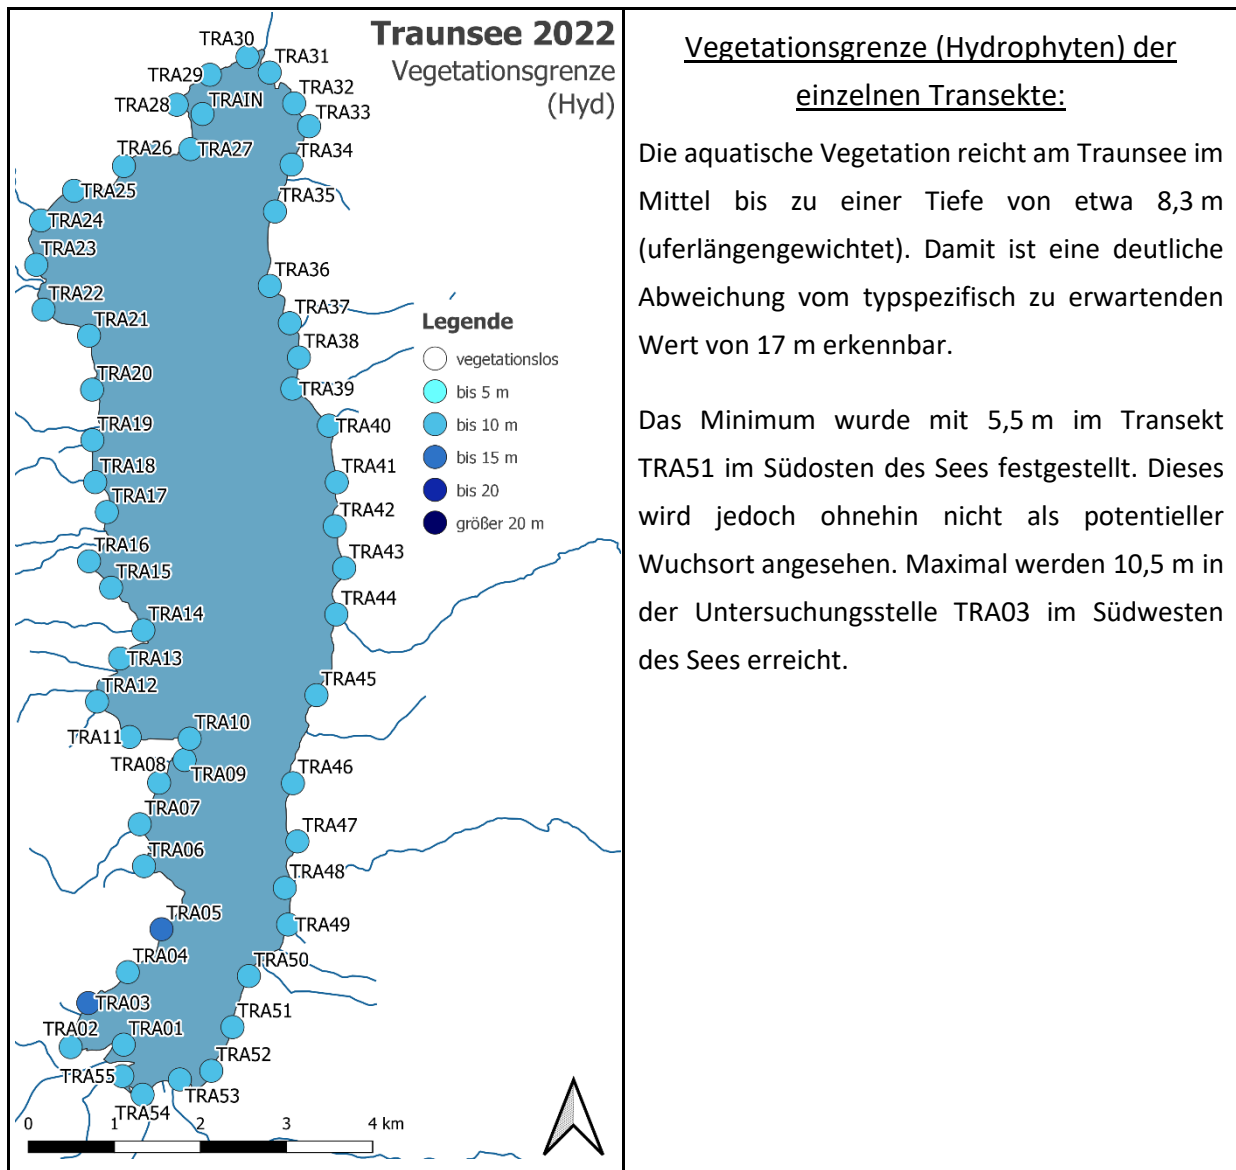 Traunsee 2022
Vegetationsgrenze
(Hyd)
TRA30
TRA31
TRA29
TRA32
TRA28
TRAIN
TRA33
TRA26
TRA27
TRA34
TRA25
TRA35
TRA24
TRA23
TRA36
TRA22
TRA37
TRA21
TRA38
TRA20
TRA39
TRA19
TRA40
TRA18
TRA41
TRA17
TRA42
TRA16
TRA43
TRA15
TRA44
TRA14
TRA13
TRA12
TRA45
TRA10
TRA11
TRA08
TRA09
TRA46
TRA07
TRA47
TRA06
TRA48
TRA05
TRA49
TRA04
TRA50
TRA03
TRA51
TRA02
TRA01
TRA52
TRA55
TRA53
TRA54
Legende
vegetationslos
bis 5 m
bis 10 m
bis 15 m
bis 20
größer 20 m
0 1 2 3 4 km
Vegetationsgrenze (Hydrophyten) der
einzelnen Transekte:
Die aquatische Vegetation reicht am Traunsee im
Mittel bis zu einer Tiefe von etwa 8,3 m
(uferlängengewichtet). Damit ist eine deutliche
Abweichung vom typspezifisch zu erwartenden
Wert von 17 m erkennbar.
Das Minimum wurde mit 5,5 m im Transekt
TRA51 im Südosten des Sees festgestellt. Dieses
wird jedoch ohnehin nicht als potentieller
Wuchsort angesehen. Maximal werden 10,5 m in
der Untersuchungsstelle TRA03 im Südwesten
des Sees erreicht.